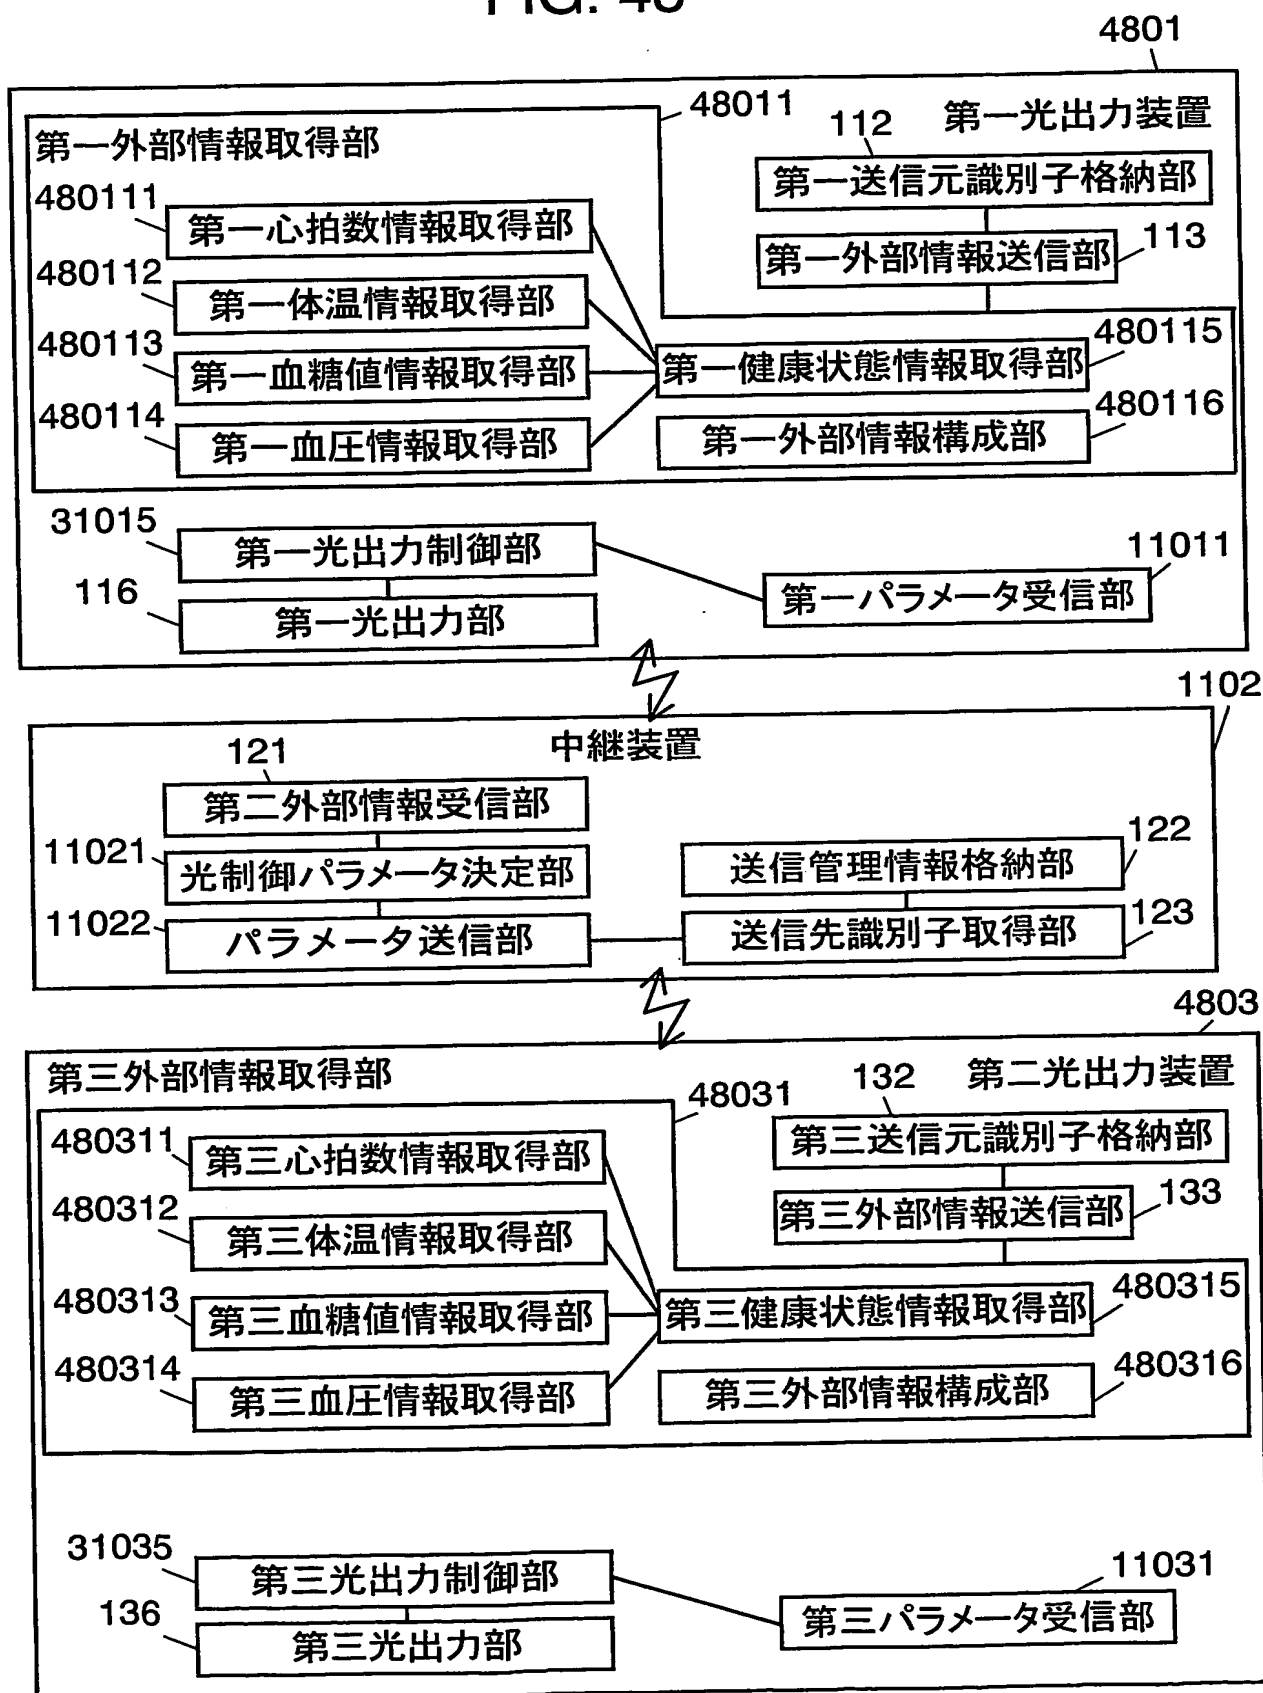 4801
48011
112
第一光出力装置
第一外部情報取得部
第一送信元識別子格納部
480111
第一心拍数情報取得部
第一外部情報送信部
113
480112
第一体温情報取得部
480113
第一血糖値情報取得部
第一健康状態情報取得部
480115
480114
第一血圧情報取得部
第一外部情報構成部
480116
31015
第一光出力制御部
11011
116
第一光出力部
第一パラメータ受信部
1102
中継装置
121
第二外部情報受信部
11021
光制御パラメータ決定部
送信管理情報格納部
122
11022
パラメータ送信部
送信先識別子取得部
123
4803
第三外部情報取得部
132
第二光出力装置
48031
第三送信元識別子格納部
480311
第三心拍数情報取得部
第三外部情報送信部
133
480312
第三体温情報取得部
480313
第三血糖値情報取得部
第三健康状態情報取得部
480315
480314
第三血圧情報取得部
第三外部情報構成部
480316
31035
第三光出力制御部
11031
136
第三光出力部
第三パラメータ受信部